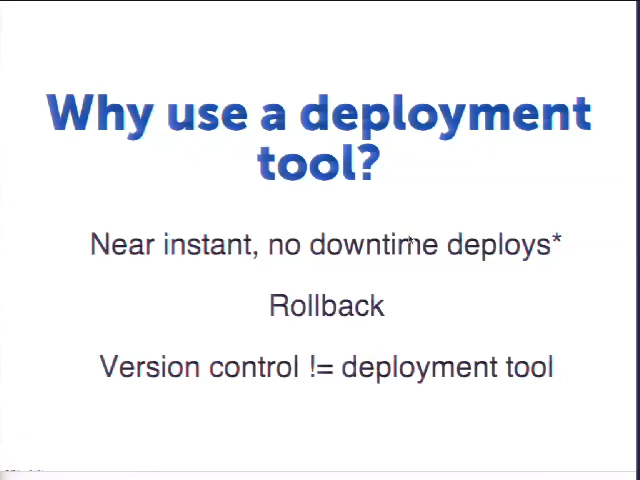 Why use a deployment
tool?
Near instant, no downtime deploys*
Rollback
Version control != deployment tool